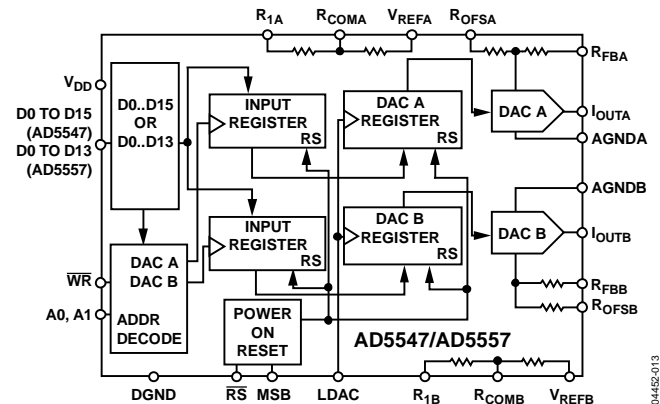 R1A RCOMA VREFA ROFSA
RFBA
VDD
D0 TO D15
(AD5547)
D0 TO D13
(AD5557)
D0..D15
OR
D0..D13
INPUT
REGISTER
RS
DAC A
REGISTER
RS
DAC A
IOUTA
AGNDA
AGNDB
INPUT
REGISTER
RS
DAC B
REGISTER
RS
DAC B
IOUTB
RFBB
ROFSB
WR
A0, A1
DAC A
DAC B
ADDR
DECODE
POWER
ON
RESET
AD5547/AD5557
DGND RS MSB LDAC R1B RCOMB VREFB
04452-013